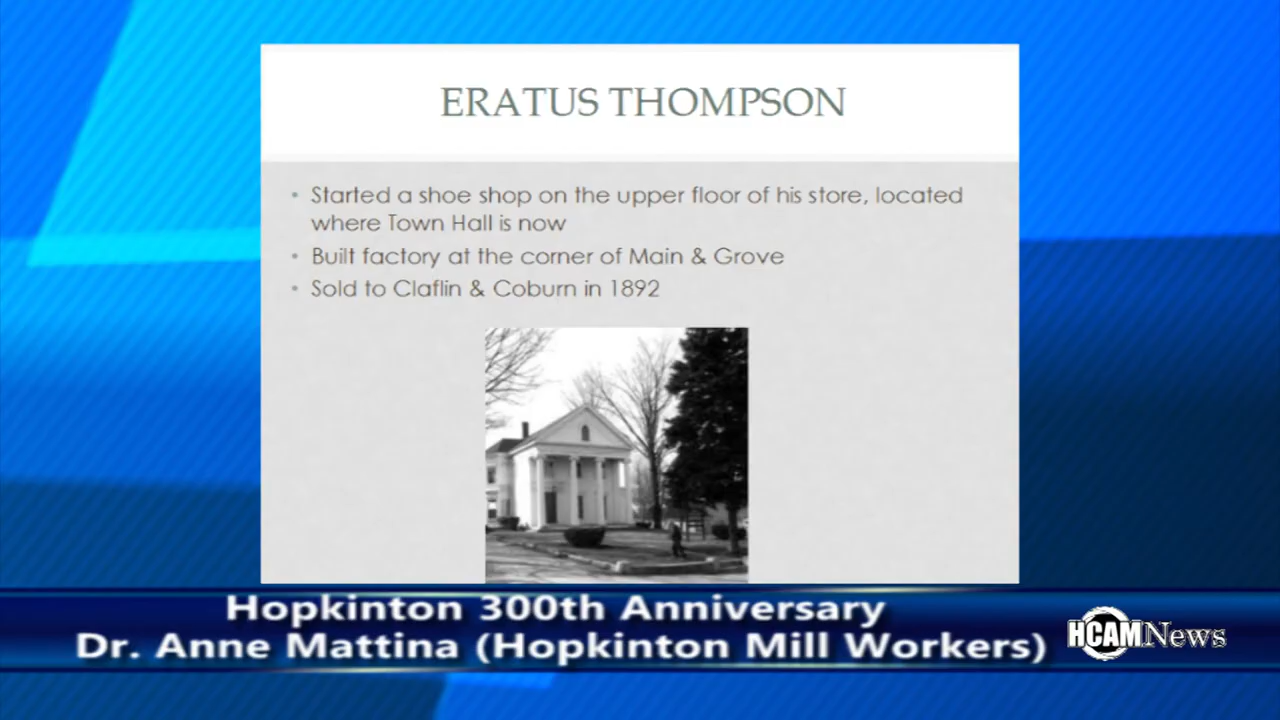 ERATUS THOMPSON
• Started a shoe shop on the upper floor of his store, located
where Town Hall is now
• Built factory at the corner of Main & Grove
• Sold to Claflin & Coburn in 1892
Hopkinton 300th Anniversary
Dr. Anne Mattina (Hopkinton Mill Workers)
HCAM News